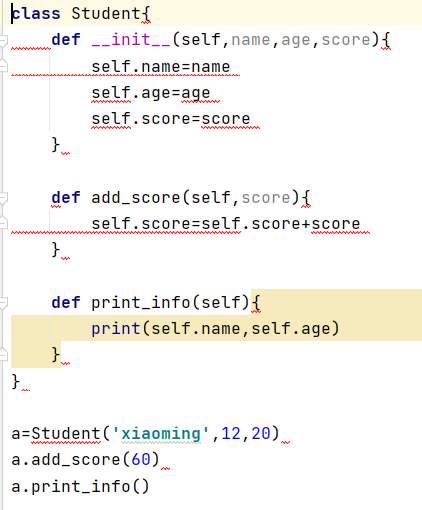 class Student{
    def __init__(self,name,age,score){
        self.name=name
        self.age=age
        self.score=score
    }
    def add_score(self,score){
        self.score=self.score+score
    }
    def print_info(self){
        print(self.name,self.age)
    }
}
a=Student('xiaoming',12,20)
a.add_score(60)
a.print_info()